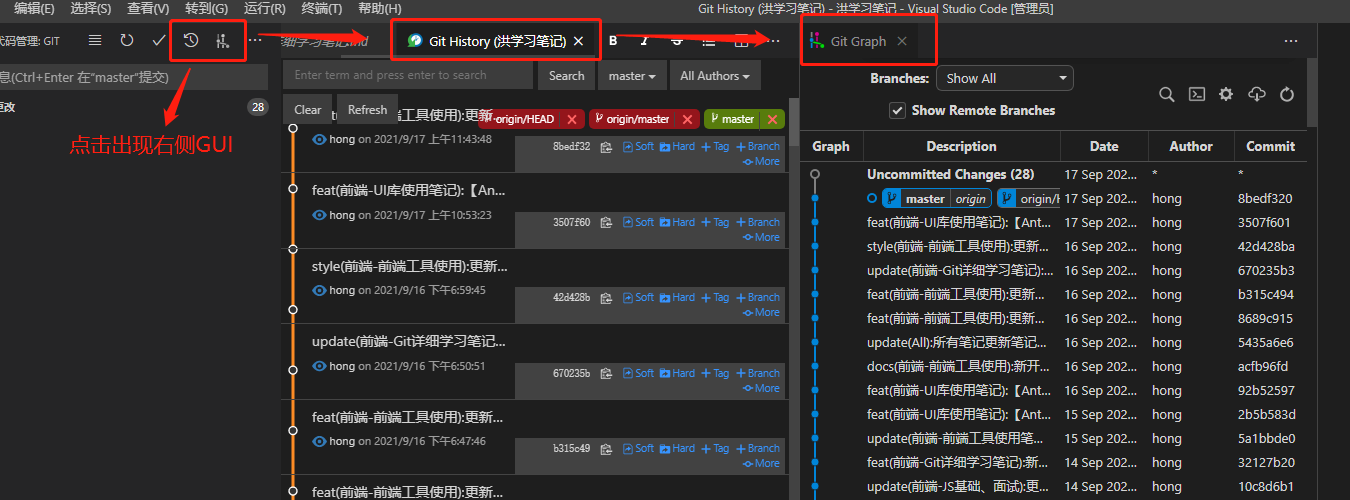 编辑(E) 选择(S) 查看(V) 转到(G) 运行(R) 终端(T) 帮助(H) Git History (洪学习笔记) - 洪学习笔记 - Visual Studio Code [管理员]
代码管理: GIT
细学习笔记.md Git History (洪学习笔记) B I S Git Graph
息(Ctrl+Enter 在"master"提交)
更改 28
点击出现右侧GUI
Enter term and press enter to search Search master All Authors
Clear Refresh
更新... origin/HEAD origin/master master
hong on 2021/9/17 上午11:43:48
8bedf32 Soft Hard + Tag + Branch
More
feat(前端-UI库使用笔记):【An...
hong on 2021/9/17 上午10:53:23
3507f60 Soft Hard + Tag + Branch
More
style(前端-前端工具使用):更新...
hong on 2021/9/16 下午6:59:45
42d428b Soft Hard + Tag + Branch
More
update(前端-Git详细学习笔记...
hong on 2021/9/16 下午6:50:51
670235b Soft Hard + Tag + Branch
More
feat(前端-前端工具使用):更新...
hong on 2021/9/16 下午6:47:46
b315c49 Soft Hard + Tag + Branch
More
feat(前端-前端工具使用):更新...
Branches: Show All
Show Remote Branches
Graph Description Date Author Commit
Uncommitted Changes (28) 17 Sep 202... * *
master origin origin/H 17 Sep 202... hong 8bedf320
feat(前端-UI库使用笔记):【Ant... 17 Sep 202... hong 3507f601
style(前端-前端工具使用):更新... 16 Sep 202... hong 42d428ba
update(前端-Git详细学习笔记):... 16 Sep 202... hong 670235b3
feat(前端-前端工具使用):更新... 16 Sep 202... hong b315c494
feat(前端-前端工具使用):更新... 16 Sep 202... hong 8689c915
update(All):所有笔记更新笔记... 16 Sep 202... hong 5435a6e6
docs(前端-前端工具使用):新开... 16 Sep 202... hong acfb96fd
feat(前端-UI库使用笔记):【Ant... 16 Sep 202... hong 92b52597
feat(前端-UI库使用笔记):【Ant... 15 Sep 202... hong 2b5b583d
update(前端-前端工具使用笔... 15 Sep 202... hong 5a1bbde0
feat(前端-Git详细学习笔记):新... 14 Sep 202... hong 32127b20
update(前端-JS基础、面试):更... 14 Sep 202... hong 10c8d6b1